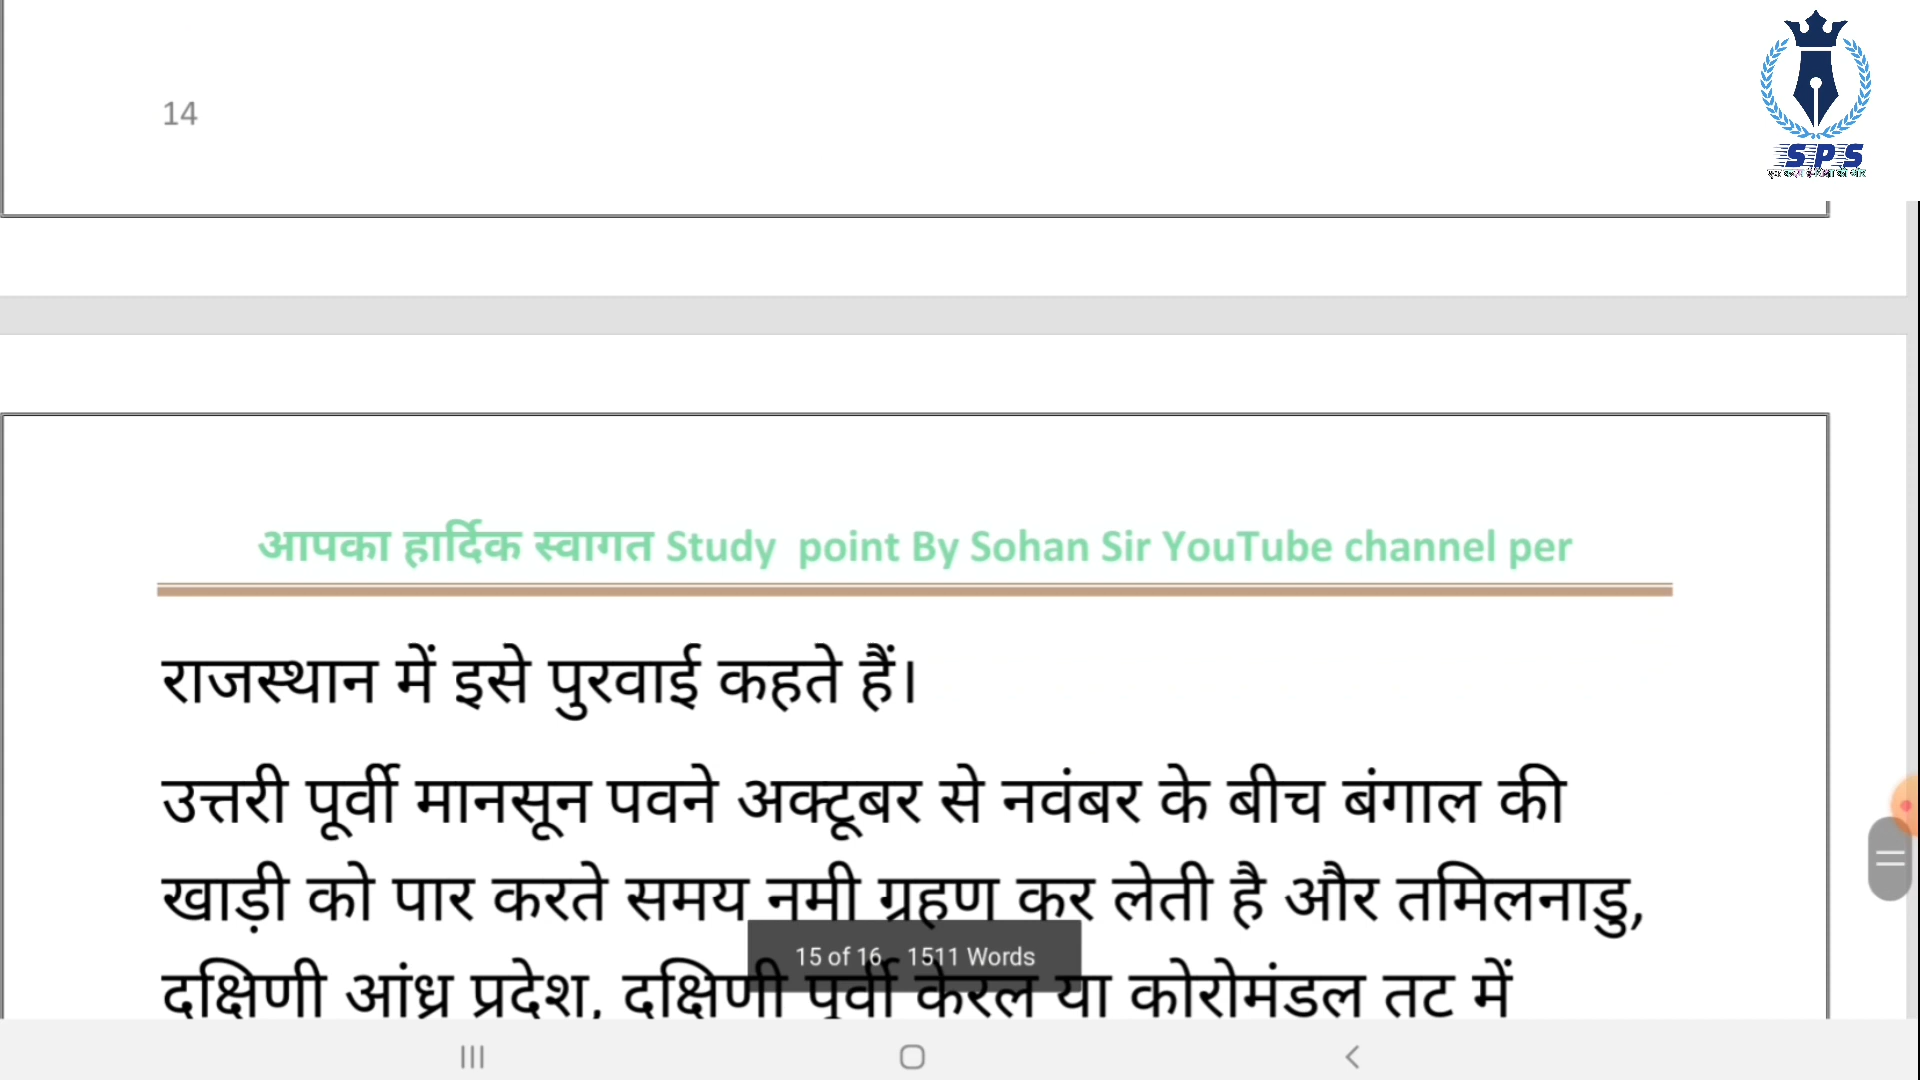 14
SPS
आपका हार्दिक स्वागत Study point By Sohan Sir YouTube channel per
राजस्थान में इसे पुरवाई कहते हैं।
उत्तरी पूर्वी मानसून पवने अक्टूबर से नवंबर के बीच बंगाल की
खाड़ी को पार करते समय नमी ग्रहण कर लेती है और तमिलनाडु,
15 of 16 1511 Words
दक्षिणी आंध्र प्रदेश, दक्षिणी पूर्वी केरल या कोरोमंडल तट में